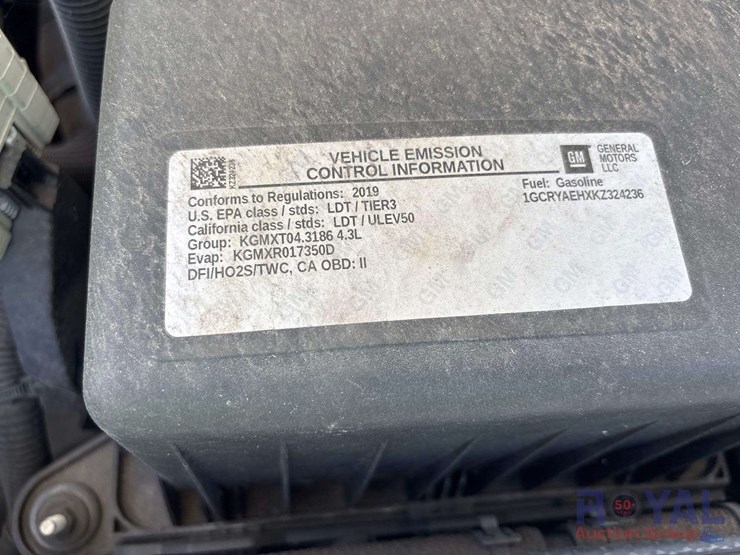 VEHICLE EMISSION
CONTROL INFORMATION
GM
GENERAL
MOTORS
LLC
KZ324236
Conforms to Regulations: 2019
U.S. EPA class / stds: LDT / TIER3
California class / stds: LDT / ULEV50
Group: KGMXT04.3186 4.3L
Evap: KGMXR017350D
DFI/HO2S/TWC, CA OBD: II
Fuel: Gasoline
1GCRYAEHXKZ324236
ROYAL
Auction Group